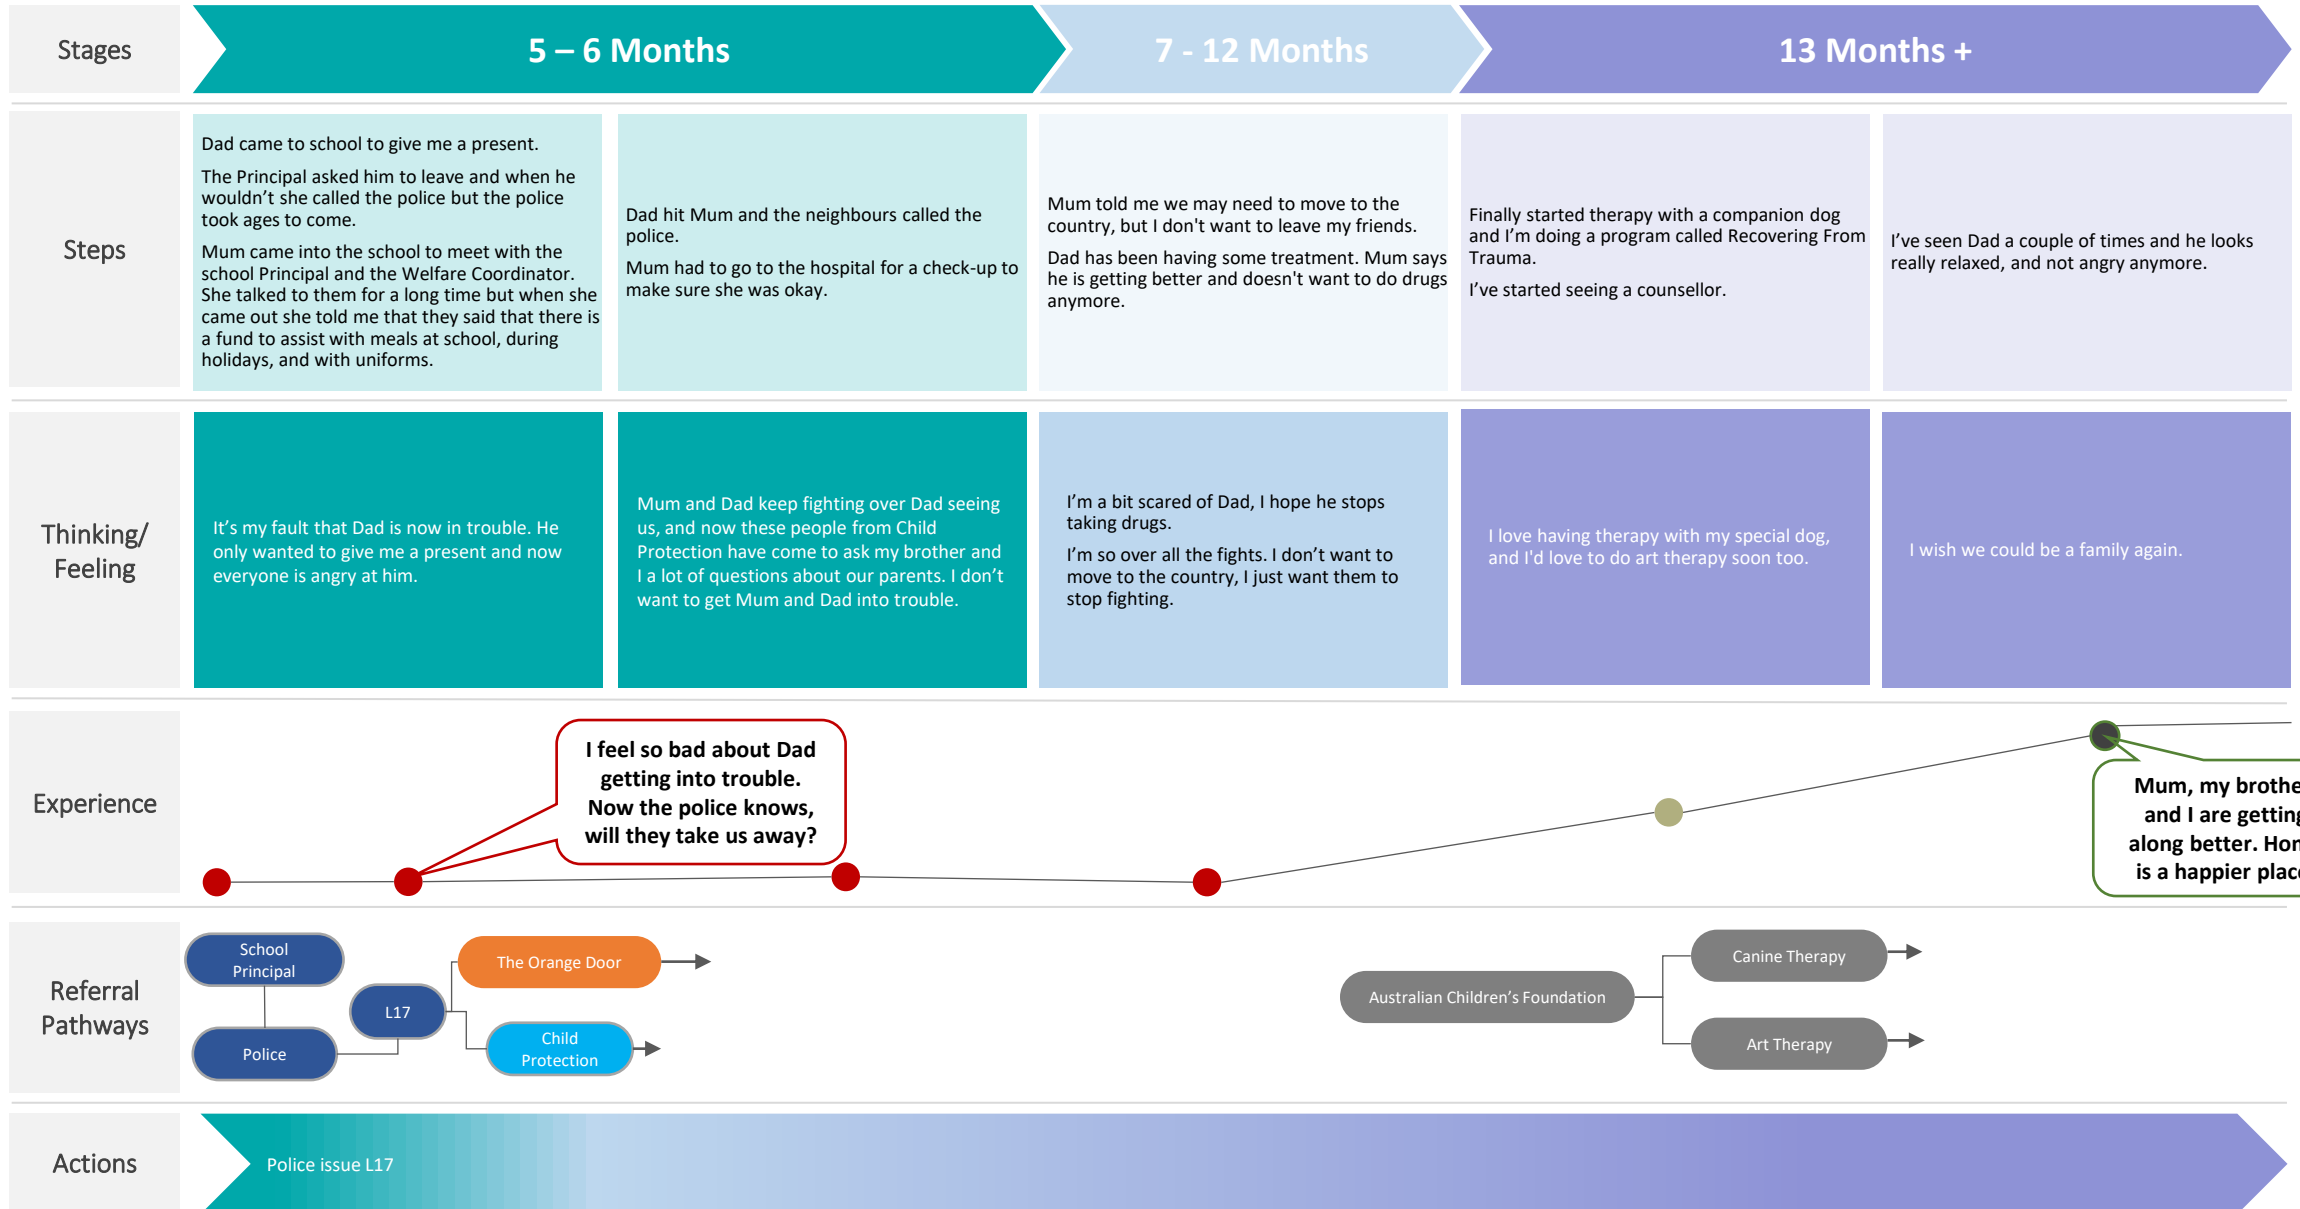 Stages
5 – 6 Months
7 - 12 Months
13 Months +
Steps
Dad came to school to give me a present.
The Principal asked him to leave and when he
wouldn’t she called the police but the police
took ages to come.
Mum came into the school to meet with the
school Principal and the Welfare Coordinator.
She talked to them for a long time but when she
came out she told me that they said that there is
a fund to assist with meals at school, during
holidays, and with uniforms.
Dad hit Mum and the neighbours called the
police.
Mum had to go to the hospital for a check-up to
make sure she was okay.
Mum told me we may need to move to the
country, but I don't want to leave my friends.
Dad has been having some treatment. Mum says
he is getting better and doesn't want to do drugs
anymore.
Finally started therapy with a companion dog
and I’m doing a program called Recovering From
Trauma.
I’ve started seeing a counsellor.
I’ve seen Dad a couple of times and he looks
really relaxed, and not angry anymore.
Thinking/
Feeling
It’s my fault that Dad is now in trouble. He
only wanted to give me a present and now
everyone is angry at him.
Mum and Dad keep fighting over Dad seeing
us, and now these people from Child
Protection have come to ask my brother and
I a lot of questions about our parents. I don’t
want to get Mum and Dad into trouble.
I’m a bit scared of Dad, I hope he stops
taking drugs.
I’m so over all the fights. I don’t want to
move to the country, I just want them to
stop fighting.
I love having therapy with my special dog,
and I'd love to do art therapy soon too.
I wish we could be a family again.
Experience
I feel so bad about Dad
getting into trouble.
Now the police knows,
will they take us away?
Mum, my brothe
and I are getting
along better. Hom
is a happier place
Referral
Pathways
School
Principal
Police
L17
The Orange Door
Child
Protection
Australian Children’s Foundation
Canine Therapy
Art Therapy
Actions
Police issue L17